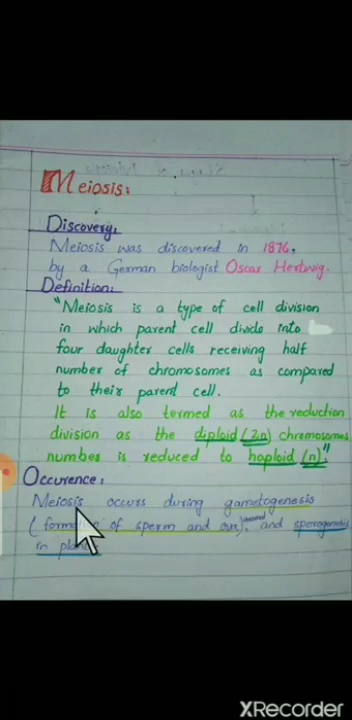 Meiosis:
Discovery,
Meiosis was discovered in 1876,
by a German biologist Oscar Hertwig.
Definition:
"Meiosis is a type of cell division
in which parent cell divide into
four daughter cells receiving half
number of chromosomes as compared
to their parent cell.
It is also termed as the reduction
division as the diploid (2n) chromosomes
number is reduced to haploid (n)."
Occurence:
Meiosis occurs during gametogenesis
of sperm and and sporogenesis
in
XRecorder